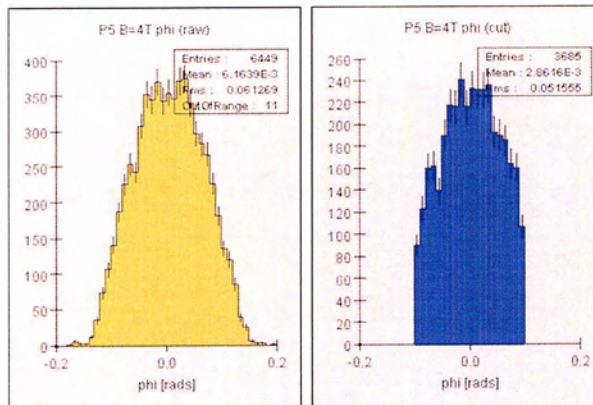 P5 B=4T phi (raw)
Entries : 6449
Mean : 6.1639E-3
Rms : 0.061269
OutOfRange : 11
400
350
300
250
200
150
100
50
0
-0.2 0.0 0.2
phi [rads]
P5 B=4T phi (cut)
Entries : 3685
Mean : 2.8616E-3
Rms : 0.051555
260
240
220
200
180
160
140
120
100
80
60
40
20
0
-0.2 0.0 0.2
phi [rads]